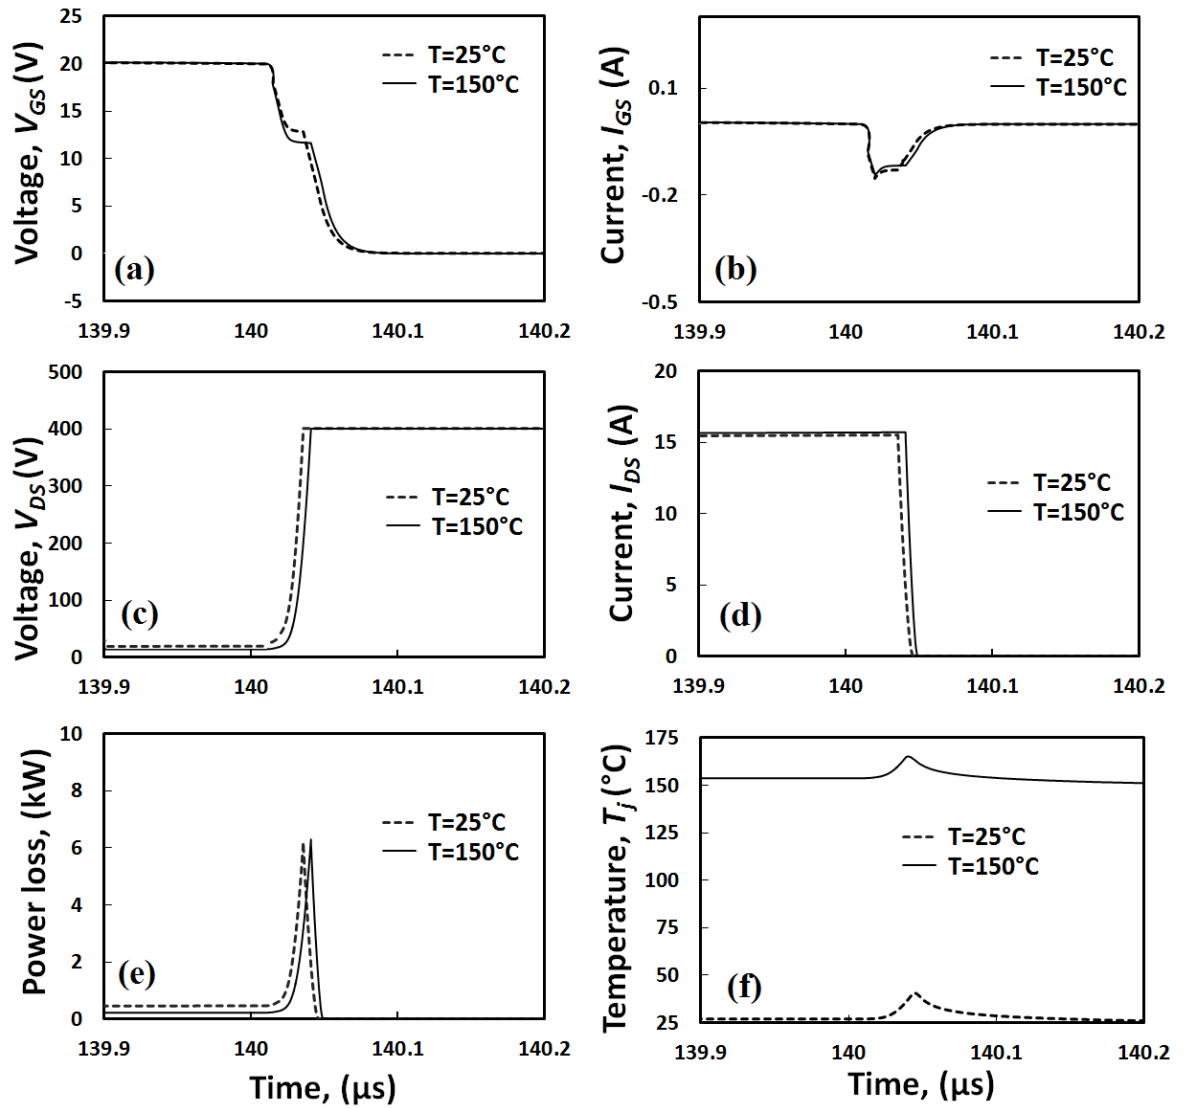 Voltage, VGS (V)
25
20
15
10
5
0
-5
T=25°C
T=150°C
(a)
139.9 140 140.1 140.2
Current, IGS (A)
0.1
-0.2
-0.5
T=25°C
T=150°C
(b)
139.9 140 140.1 140.2
Voltage, VDS (V)
500
400
300
200
100
0
T=25°C
T=150°C
(c)
139.9 140 140.1 140.2
Current, IDS (A)
20
15
10
5
0
T=25°C
T=150°C
(d)
139.9 140 140.1 140.2
Power loss, (kW)
10
8
6
4
2
0
T=25°C
T=150°C
(e)
139.9 140 140.1 140.2
Time, (µs)
Temperature, Tj (°C)
175
150
125
100
75
50
25
T=25°C
T=150°C
(f)
139.9 140 140.1 140.2
Time, (µs)